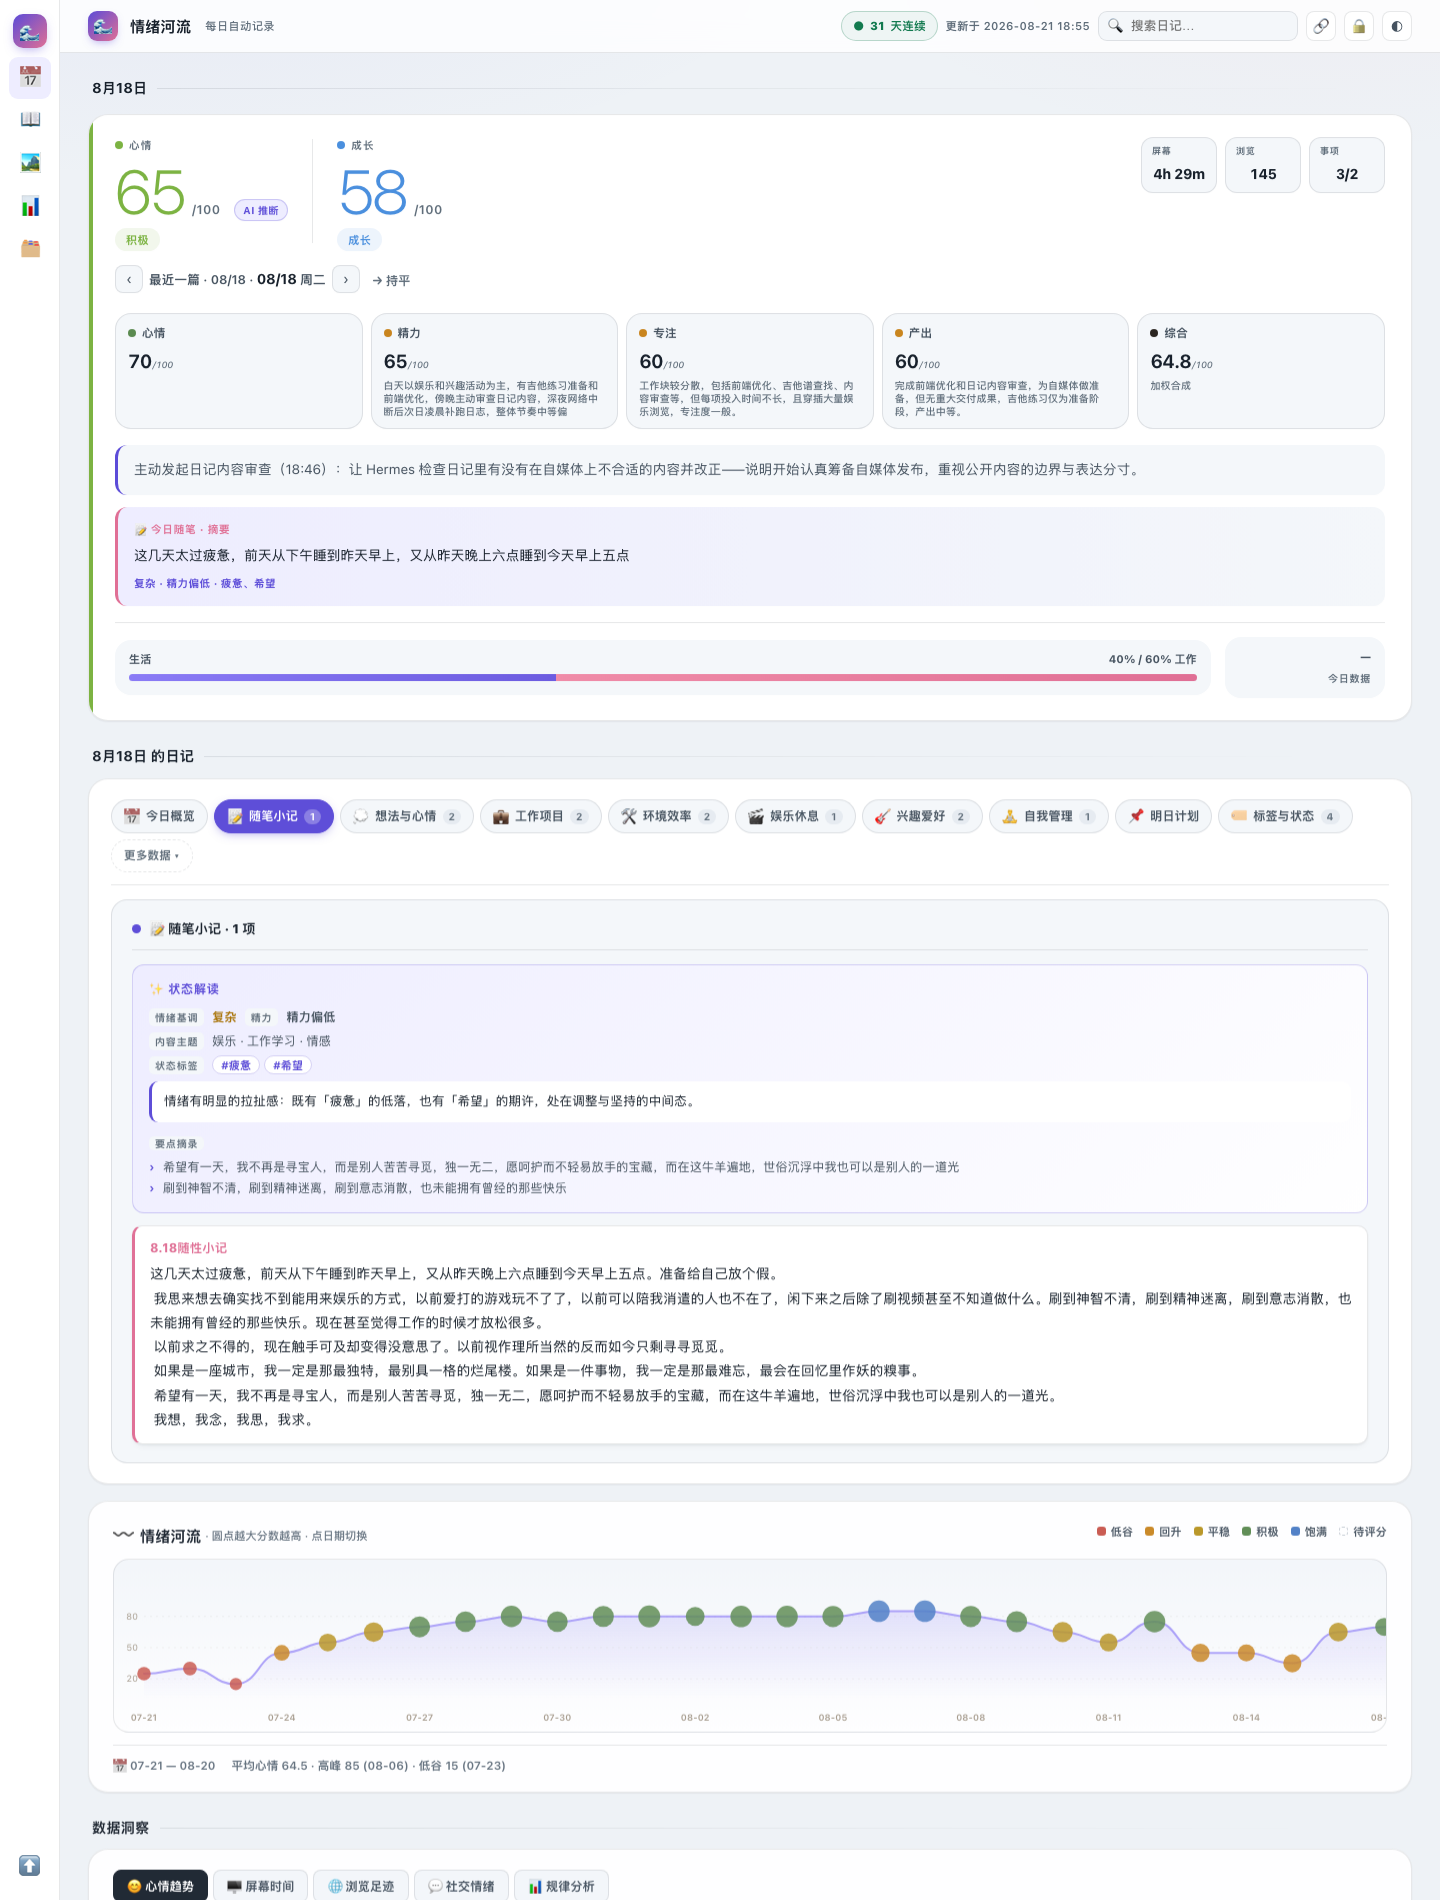 情绪河流 每日自动记录
31 天连续 更新于 2026-08-21 18:55 搜索日记...
8月18日
心情 成长
65 /100 AI 推断 58 /100
积极 成长
屏幕 浏览 事项
4h 29m 145 3/2
‹ 最近一篇 · 08/18 · 08/18 周二 › → 持平
心情
70/100
精力
65/100
白天以娱乐和兴趣活动为主，有吉他练习准备和
前端优化，傍晚主动审查日记内容，深夜网络中
断后次日凌晨补跑日志，整体节奏中等偏
专注
60/100
工作块较分散，包括前端优化、吉他谱查找、内
容审查等，但每项投入时间不长，且穿插大量娱
乐浏览，专注度一般。
产出
60/100
完成前端优化和日记内容审查，为自媒体做准
备，但无重大交付成果，吉他练习仅为准备阶
段，产出中等。
综合
64.8/100
加权合成
主动发起日记内容审查（18:46）：让 Hermes 检查日记里有没有在自媒体上不合适的内容并改正——说明开始认真筹备自媒体发布，重视公开内容的边界与表达分寸。
今日随笔 · 摘要
这几天太过疲惫，前天从下午睡到昨天早上，又从昨天晚上六点睡到今天早上五点
复杂 · 精力偏低 · 疲惫、希望
生活 40% / 60% 工作
—
今日数据
8月18日 的日记
今日概览 随笔小记 1 想法与心情 2 工作项目 2 环境效率 2 娱乐休息 1 兴趣爱好 2 自我管理 1 明日计划 标签与状态 4
更多数据 ▾
随笔小记 · 1 项
状态解读
情绪基调 复杂 精力 精力偏低
内容主题 娱乐 · 工作学习 · 情感
状态标签 #疲惫 #希望
情绪有明显的拉扯感：既有「疲惫」的低落，也有「希望」的期许，处在调整与坚持的中间态。
要点摘录
› 希望有一天，我不再是寻宝人，而是别人苦苦寻觅，独一无二，愿呵护而不轻易放手的宝藏，而在这牛羊遍地，世俗沉浮中我也可以是别人的一道光
› 刷到神智不清，刷到精神迷离，刷到意志消散，也未能拥有曾经的那些快乐
8.18随性小记
这几天太过疲惫，前天从下午睡到昨天早上，又从昨天晚上六点睡到今天早上五点。准备给自己放个假。
我思来想去确实找不到能用来娱乐的方式，以前爱打的游戏玩不了了，以前可以陪我消遣的人也不在了，闲下来之后除了刷视频甚至不知道做什么。刷到神智不清，刷到精神迷离，刷到意志消散，也
未能拥有曾经的那些快乐。现在甚至觉得工作的时候才放松很多。
以前求之不得的，现在触手可及却变得没意思了。以前视作理所当然的反而如今只剩寻寻觅觅。
如果是一座城市，我一定是那最独特，最别具一格的烂尾楼。如果是一件事物，我一定是那最难忘，最会在回忆里作妖的糗事。
希望有一天，我不再是寻宝人，而是别人苦苦寻觅，独一无二，愿呵护而不轻易放手的宝藏，而在这牛羊遍地，世俗沉浮中我也可以是别人的一道光。
我想，我念，我思，我求。
情绪河流 · 圆点越大分数越高 · 点日期切换
低谷 回升 平稳 积极 饱满 待评分
80
50
20
07-21 07-24 07-27 07-30 08-02 08-05 08-08 08-11 08-14 08-
07-21 — 08-20 平均心情 64.5 · 高峰 85 (08-06) · 低谷 15 (07-23)
数据洞察
心情趋势 屏幕时间 浏览足迹 社交情绪 规律分析